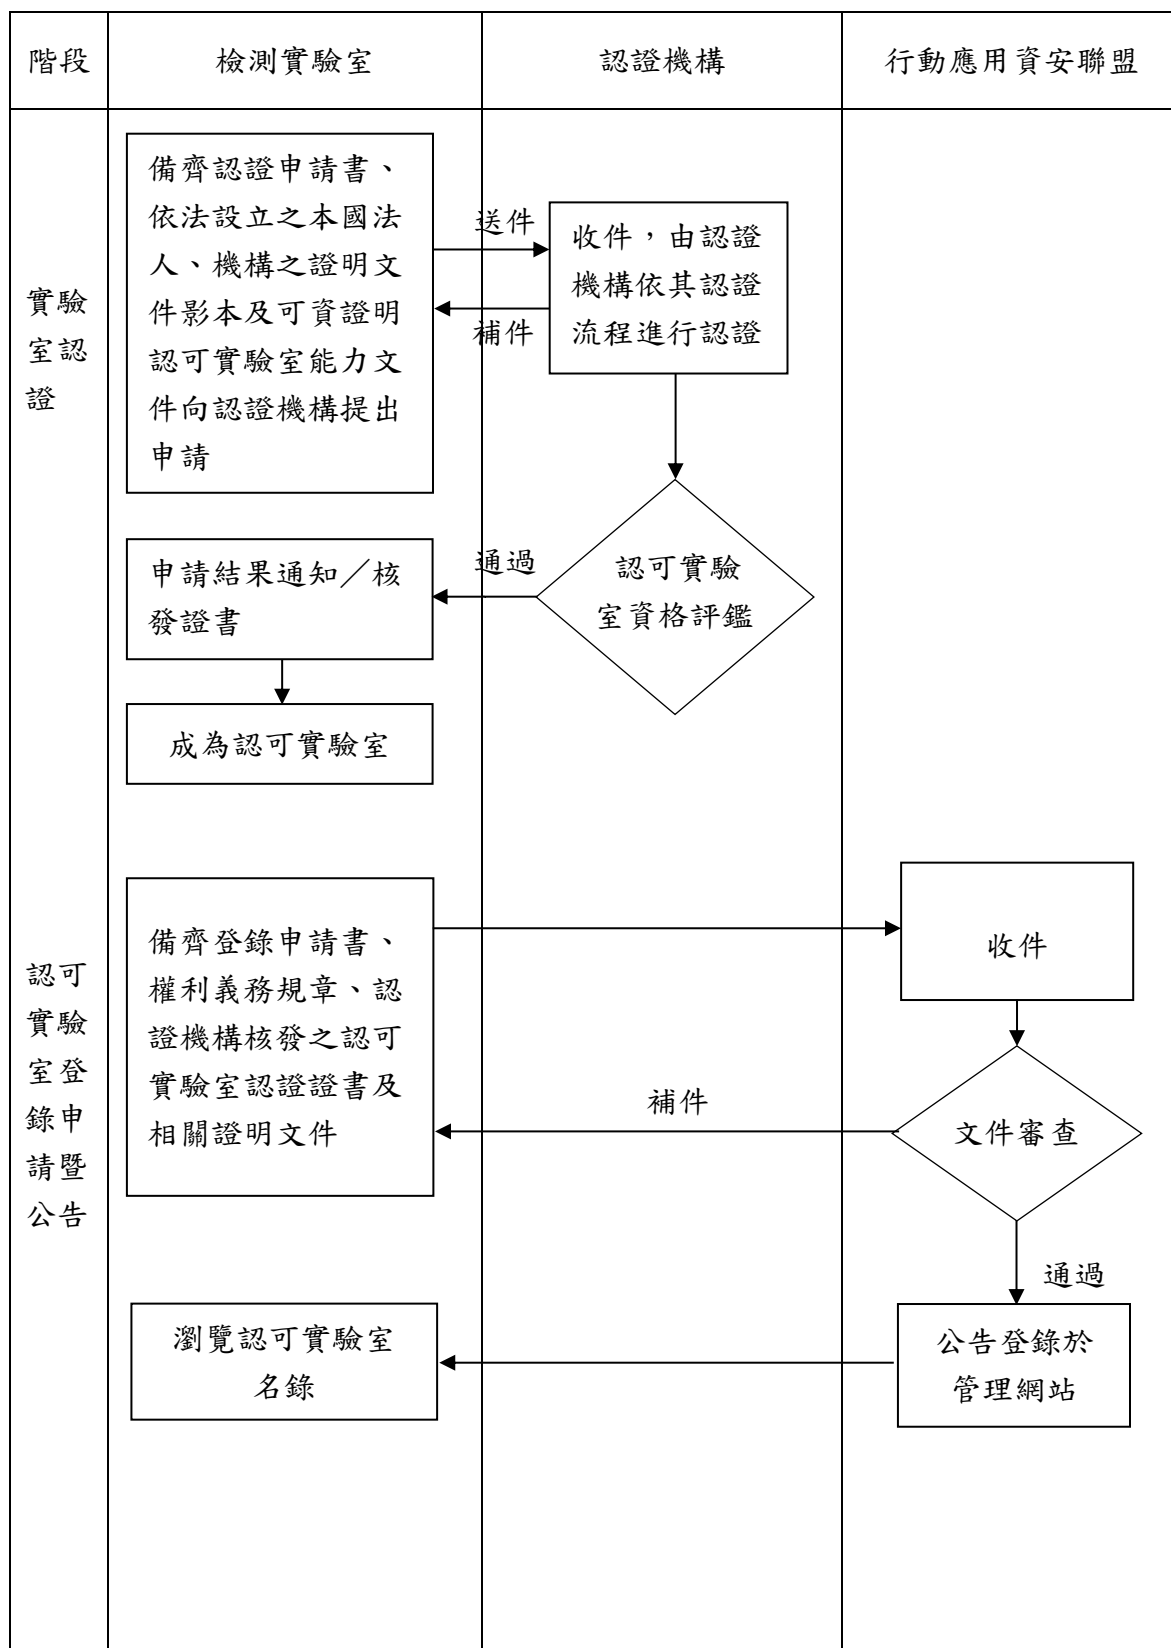 階段
檢測實驗室
認證機構
行動應用資安聯盟
實驗
室認
證
備齊認證申請書、
依法設立之本國法
人、機構之證明文
件影本及可資證明
認可實驗室能力文
件向認證機構提出
申請
送件
補件
收件，由認證
機構依其認證
流程進行認證
認可實驗
室資格評鑑
通過
申請結果通知／核
發證書
成為認可實驗室
認可
實驗
室登
錄申
請暨
公告
備齊登錄申請書、
權利義務規章、認
證機構核發之認可
實驗室認證證書及
相關證明文件
收件
文件審查
補件
通過
公告登錄於
管理網站
瀏覽認可實驗室
名錄